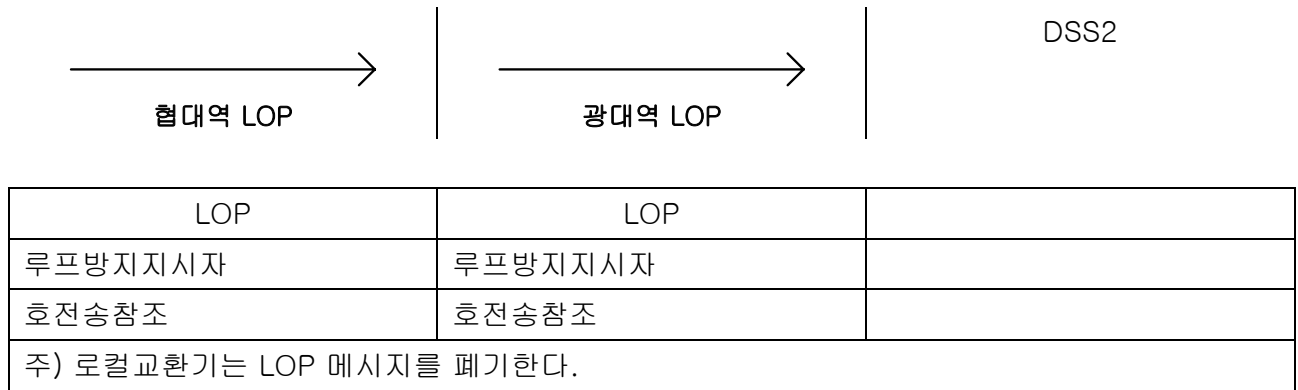 DSS2
협대역 LOP
광대역 LOP
LOP
LOP
루프방지지시자
루프방지지시자
호전송참조
호전송참조
주) 로컬교환기는 LOP 메시지를 폐기한다.